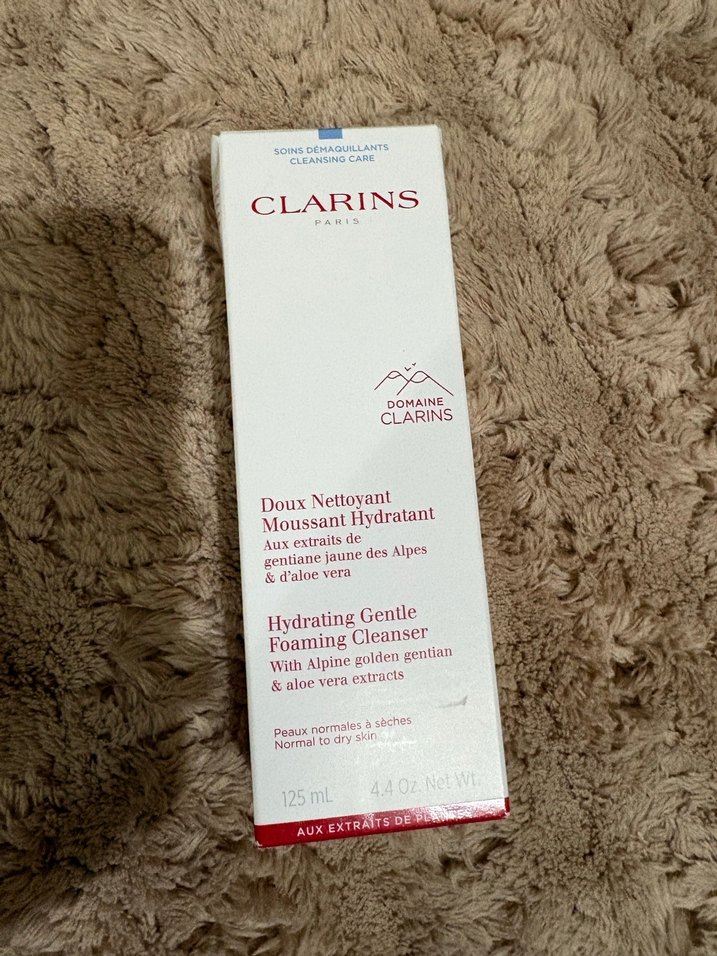 SOINS DÉMAQUILLANTS
CLEANSING CARE
CLARINS
PARIS
DOMAINE
CLARINS
Doux Nettoyant
Moussant Hydratant
Aux extraits de
gentiane jaune des Alpes
& d'aloe vera
Hydrating Gentle
Foaming Cleanser
With Alpine golden gentian
& aloe vera extracts
Peaux normales à sèches
Normal to dry skin
125 mL 4.4 Oz. Net Wt.
AUX EXTRAITS DE